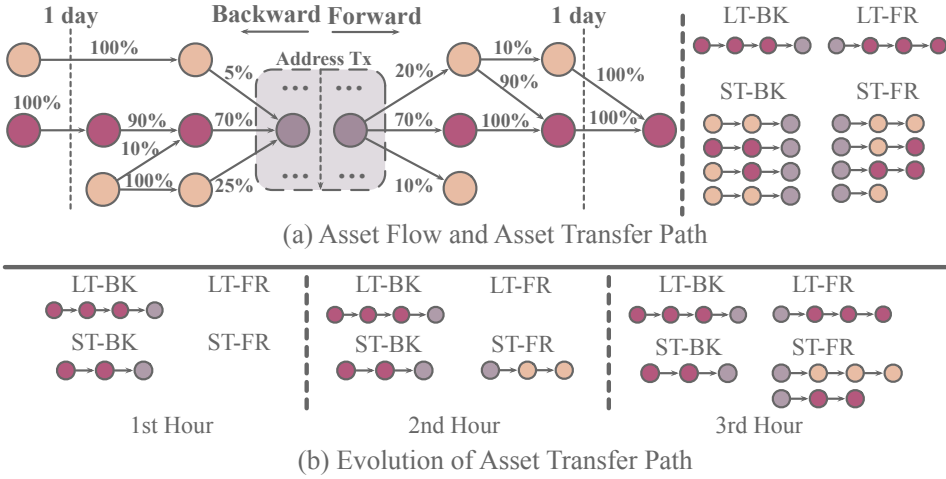 1 day
Backward
Forward
1 day
LT-BK
LT-FR
100%
Address Tx
10%
5%
20%
90%
100%
100%
ST-BK
ST-FR
90%
70%
70%
100%
100%
10%
100%
25%
10%
(a) Asset Flow and Asset Transfer Path
LT-BK
LT-FR
LT-BK
LT-FR
LT-BK
LT-FR
ST-BK
ST-FR
ST-BK
ST-FR
ST-BK
ST-FR
1st Hour
2nd Hour
3rd Hour
(b) Evolution of Asset Transfer Path